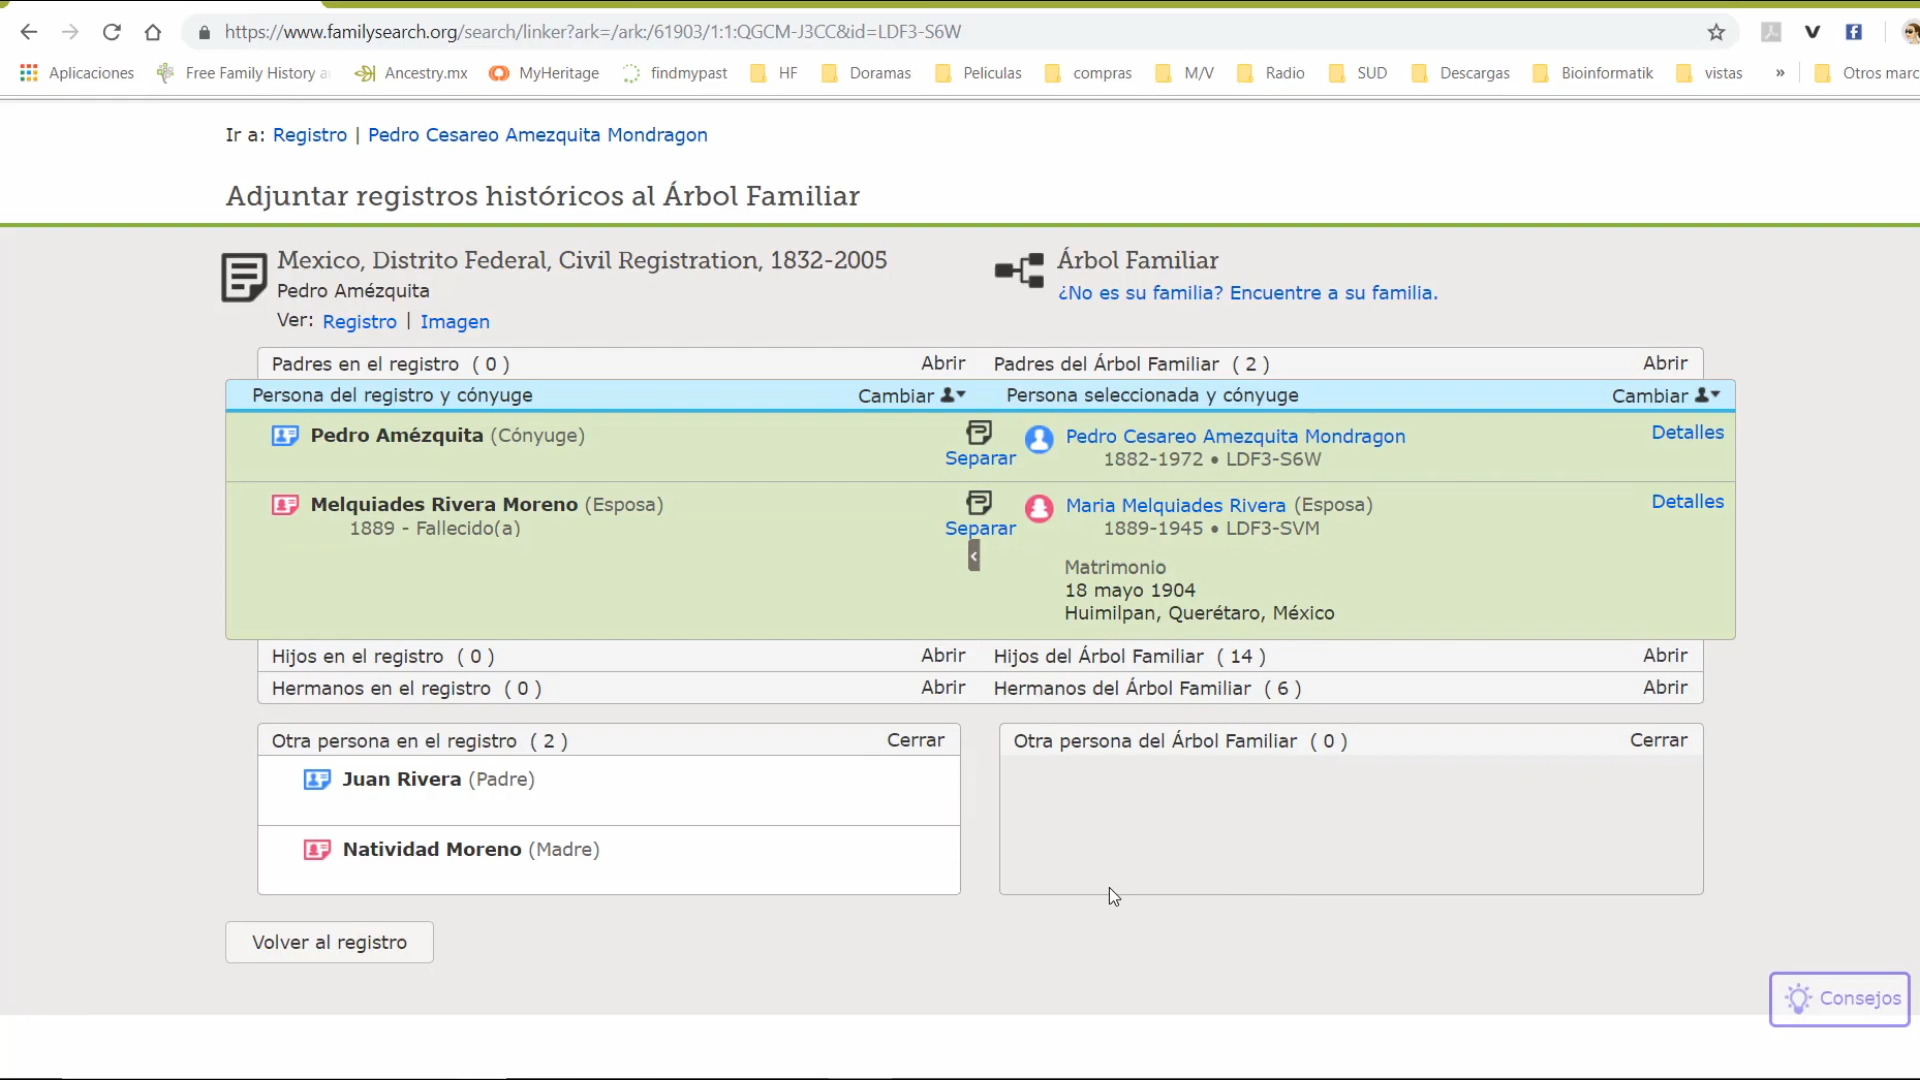 https://www.familysearch.org/search/linker?ark=/ark:/61903/1:1:QGCM-J3CC&id=LDF3-S6W
Aplicaciones Free Family History Ancestry.mx MyHeritage findmypast HF Doramas Peliculas compras M/V Radio SUD Descargas Bioinformatik vistas » Otros marc
Ir a: Registro | Pedro Cesareo Amezquita Mondragon
Adjuntar registros históricos al Árbol Familiar
Mexico, Distrito Federal, Civil Registration, 1832-2005
Pedro Amézquita
Ver: Registro | Imagen
Árbol Familiar
¿No es su familia? Encuentre a su familia.
Padres en el registro ( 0 ) Abrir Padres del Árbol Familiar ( 2 ) Abrir
Persona del registro y cónyuge Cambiar Persona seleccionada y cónyuge Cambiar
Pedro Amézquita (Cónyuge) Separar Pedro Cesareo Amezquita Mondragon Detalles
1882-1972 • LDF3-S6W
Melquiades Rivera Moreno (Esposa) Maria Melquiades Rivera (Esposa) Detalles
1889 - Fallecido(a) Separar 1889-1945 • LDF3-SVM
Matrimonio
18 mayo 1904
Huimilpan, Querétaro, México
Hijos en el registro ( 0 ) Abrir Hijos del Árbol Familiar ( 14 ) Abrir
Hermanos en el registro ( 0 ) Abrir Hermanos del Árbol Familiar ( 6 ) Abrir
Otra persona en el registro ( 2 ) Cerrar Otra persona del Árbol Familiar ( 0 ) Cerrar
Juan Rivera (Padre)
Natividad Moreno (Madre)
Volver al registro
Consejos